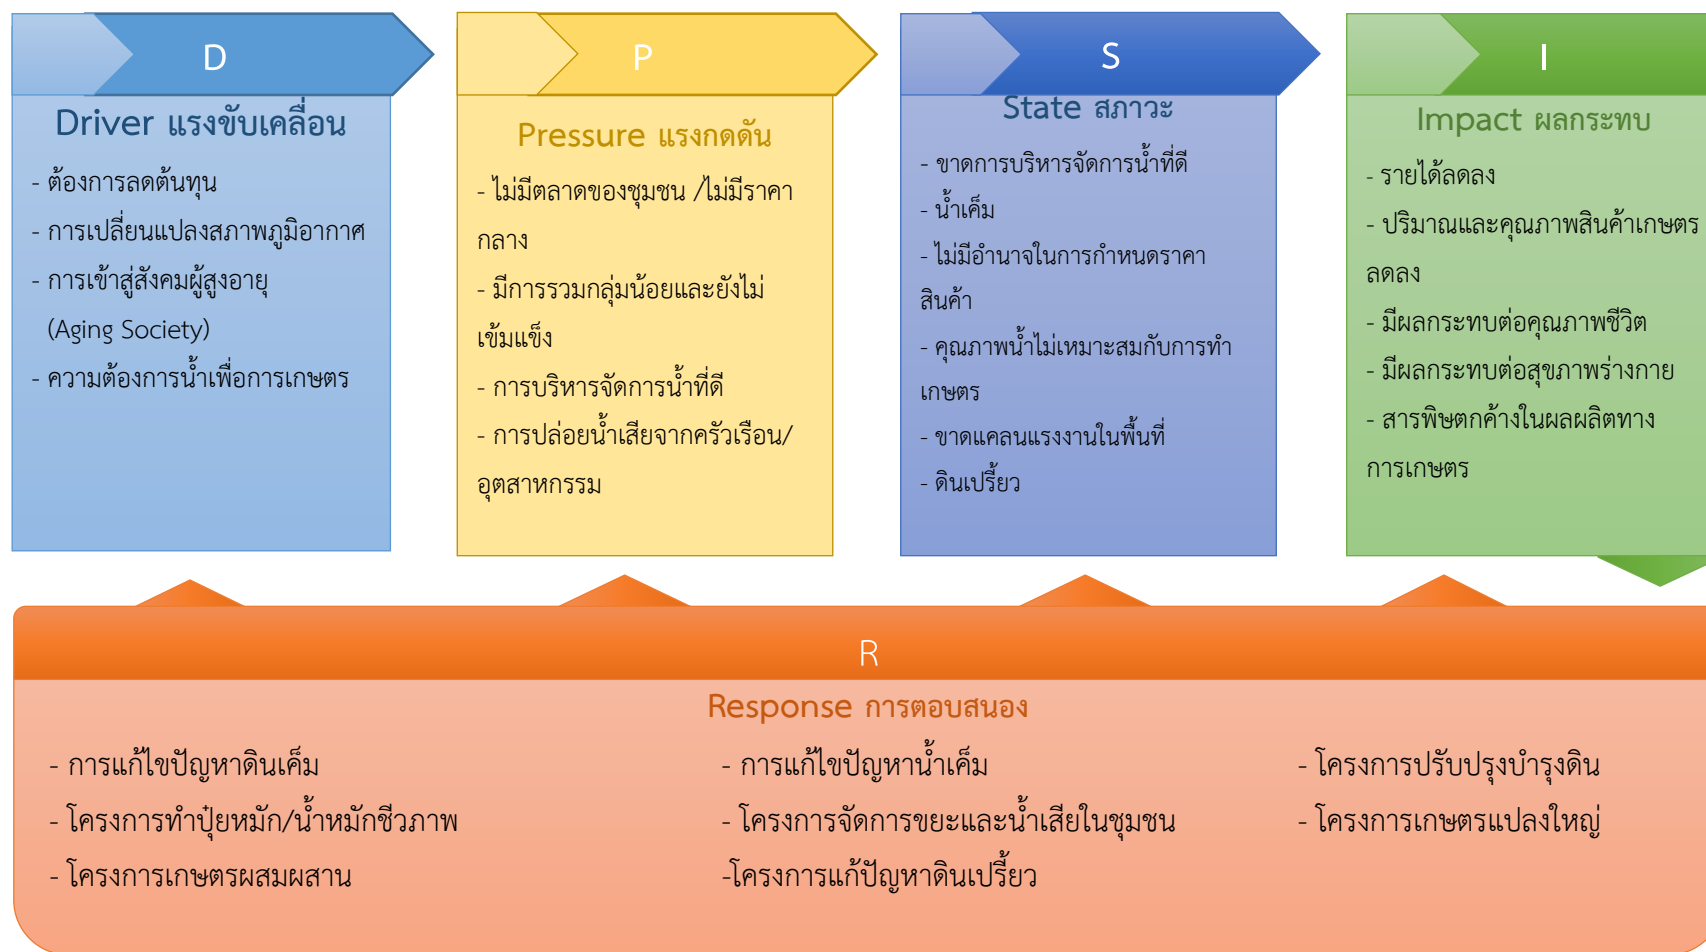 D
Driver แรงขับเคลื่อน
- ต้องการลดต้นทุน
- การเปลี่ยนแปลงสภาพภูมิอากาศ
- การเข้าสู่สังคมผู้สูงอายุ
(Aging Society)
- ความต้องการน้ำเพื่อการเกษตร
P
Pressure แรงกดดัน
- ไม่มีตลาดของชุมชน /ไม่มีราคา
กลาง
- มีการรวมกลุ่มน้อยและยังไม่
เข้มแข็ง
- การบริหารจัดการน้ำที่ดี
- การปล่อยน้ำเสียจากครัวเรือน/
อุตสาหกรรม
S
State สภาวะ
- ขาดการบริหารจัดการน้ำที่ดี
- น้ำเค็ม
- ไม่มีอำนาจในการกำหนดราคา
สินค้า
- คุณภาพน้ำไม่เหมาะสมกับการทำ
เกษตร
- ขาดแคลนแรงงานในพื้นที่
- ดินเปรี้ยว
I
Impact ผลกระทบ
- รายได้ลดลง
- ปริมาณและคุณภาพสินค้าเกษตร
ลดลง
- มีผลกระทบต่อคุณภาพชีวิต
- มีผลกระทบต่อสุขภาพร่างกาย
- สารพิษตกค้างในผลผลิตทาง
การเกษตร
R
Response การตอบสนอง
- การแก้ไขปัญหาดินเค็ม
- โครงการทำปุ๋ยหมัก/น้ำหมักชีวภาพ
- โครงการเกษตรผสมผสาน
- การแก้ไขปัญหาน้ำเค็ม
- โครงการจัดการขยะและน้ำเสียในชุมชน
-โครงการแก้ปัญหาดินเปรี้ยว
- โครงการปรับปรุงบำรุงดิน
- โครงการเกษตรแปลงใหญ่